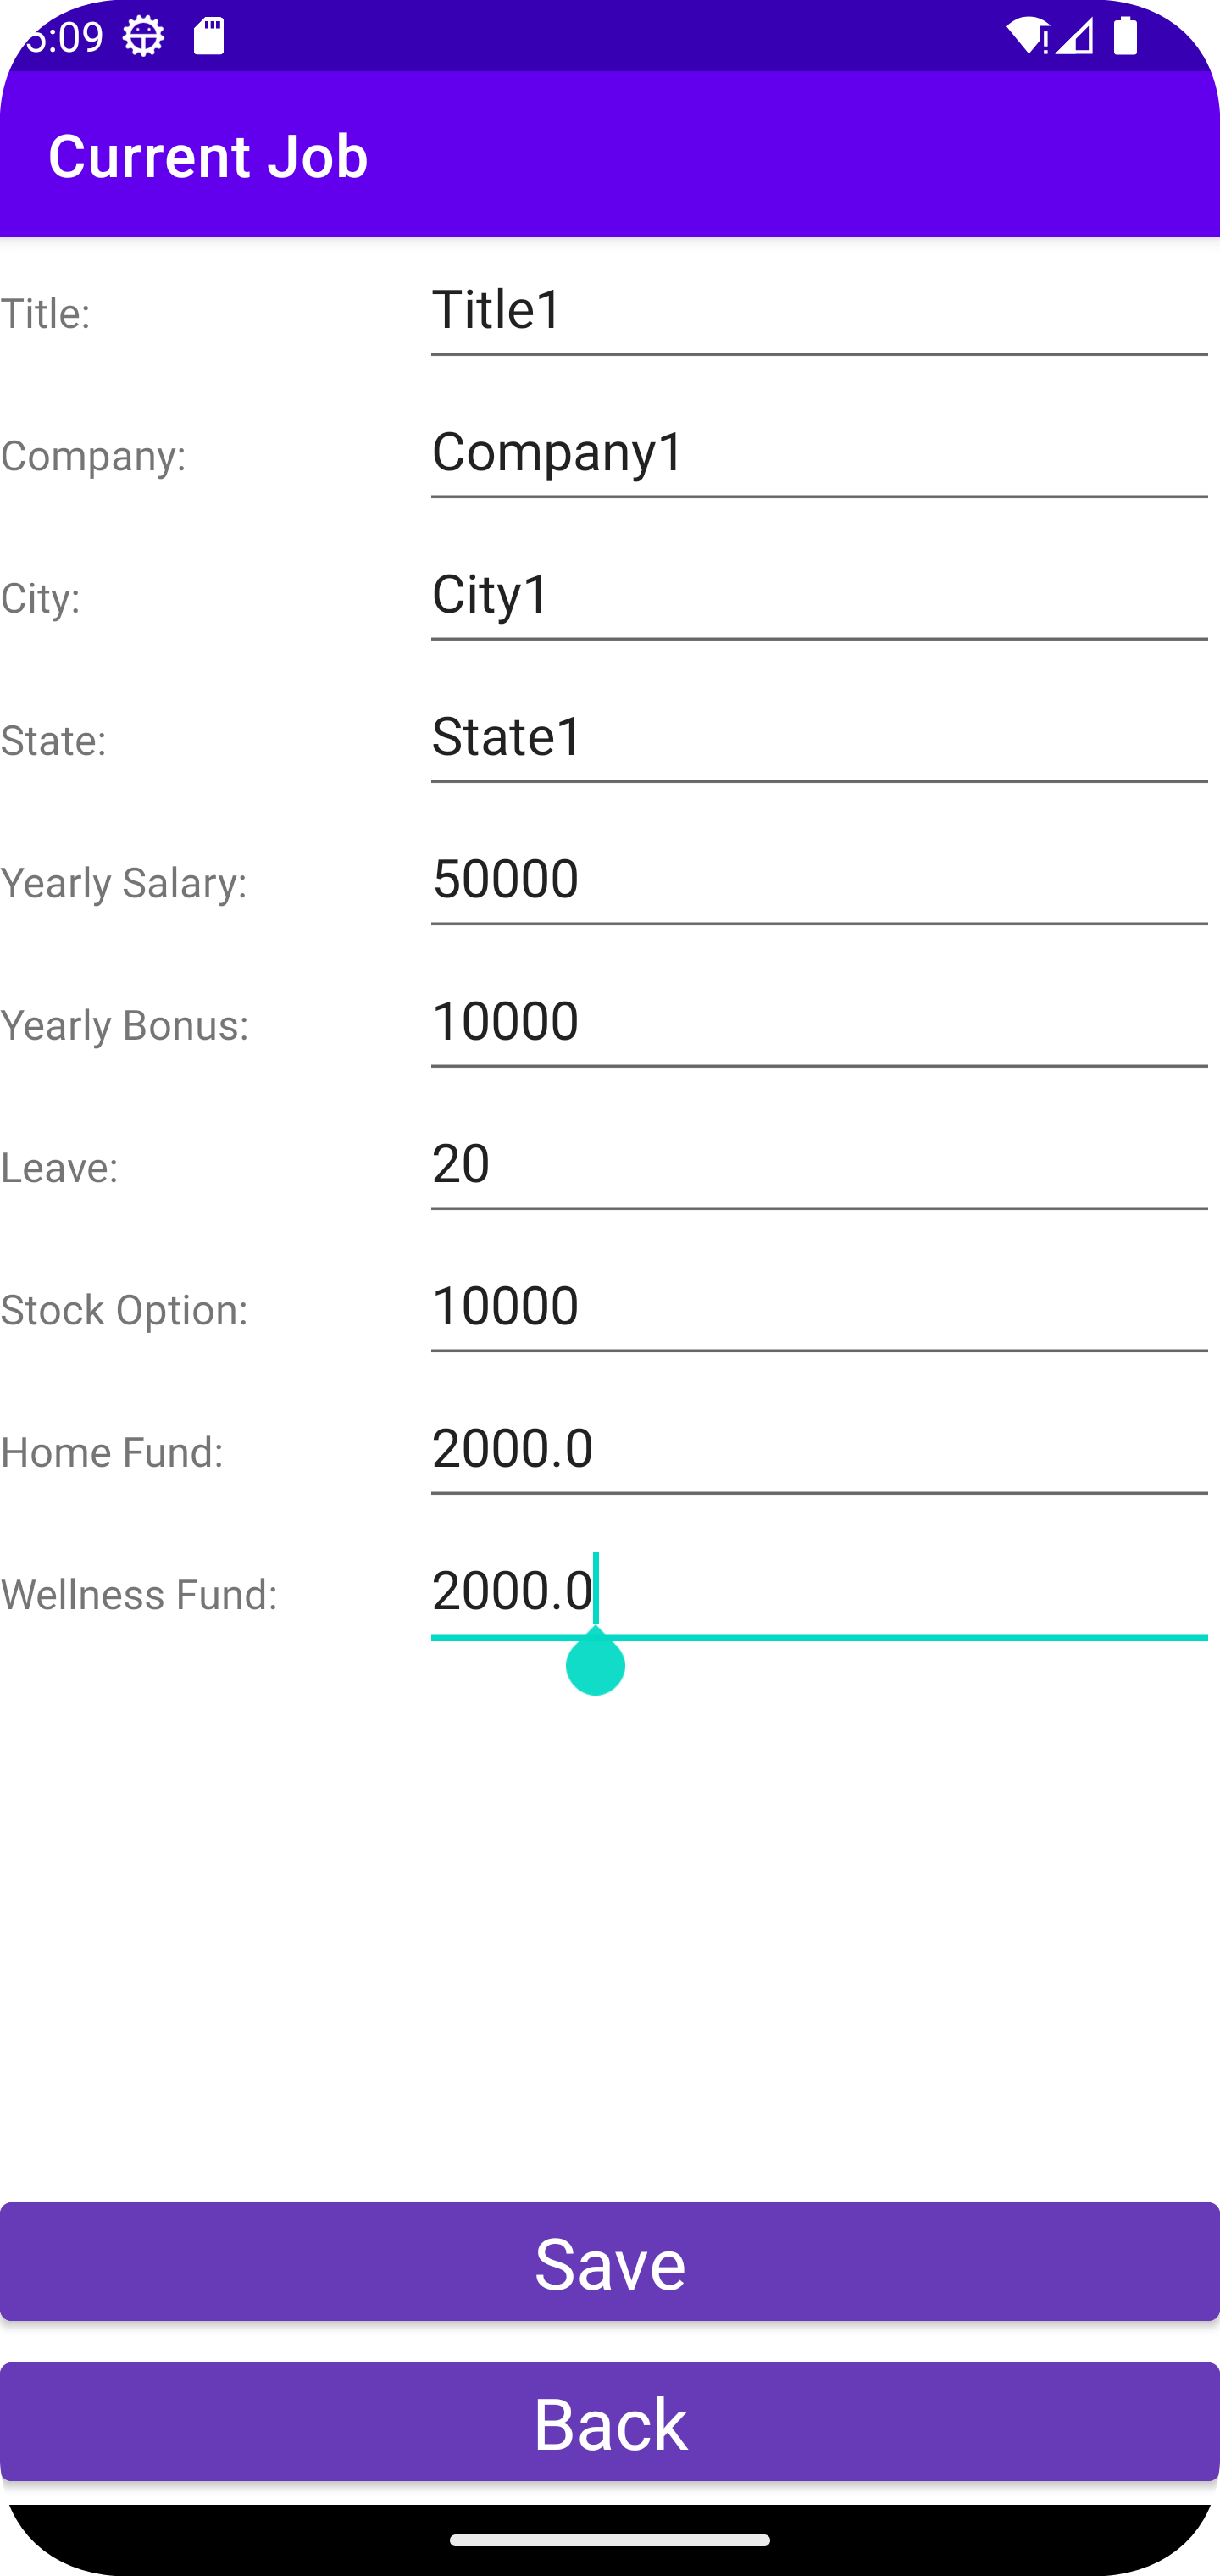 5:09
Current Job
Title: Title1
Company: Company1
City: City1
State: State1
Yearly Salary: 50000
Yearly Bonus: 10000
Leave: 20
Stock Option: 10000
Home Fund: 2000.0
Wellness Fund: 2000.0
Save
Back